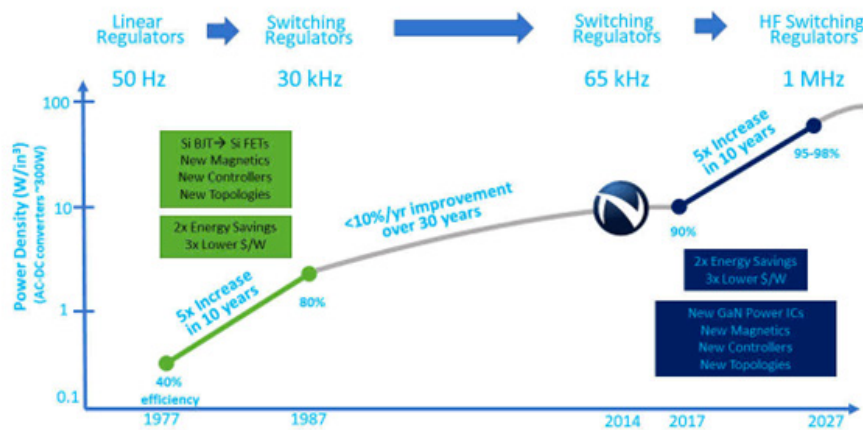 Linear
Regulators
Switching
Regulators
Switching
Regulators
HF Switching
Regulators
50 Hz
30 kHz
65 kHz
1 MHz
Power Density (W/in³)
(AC-DC converters ~300W)
100
10
1
0.1
Si BJT→ Si FETs
New Magnetics
New Controllers
New Topologies
2x Energy Savings
3x Lower $/W
5x Increase
in 10 years
40%
efficiency
80%
<10%/yr improvement
over 30 years
N
90%
5x Increase
in 10 years
95-98%
2x Energy Savings
3x Lower $/W
New GaN Power ICs
New Magnetics
New Controllers
New Topologies
1977
1987
2014
2017
2027